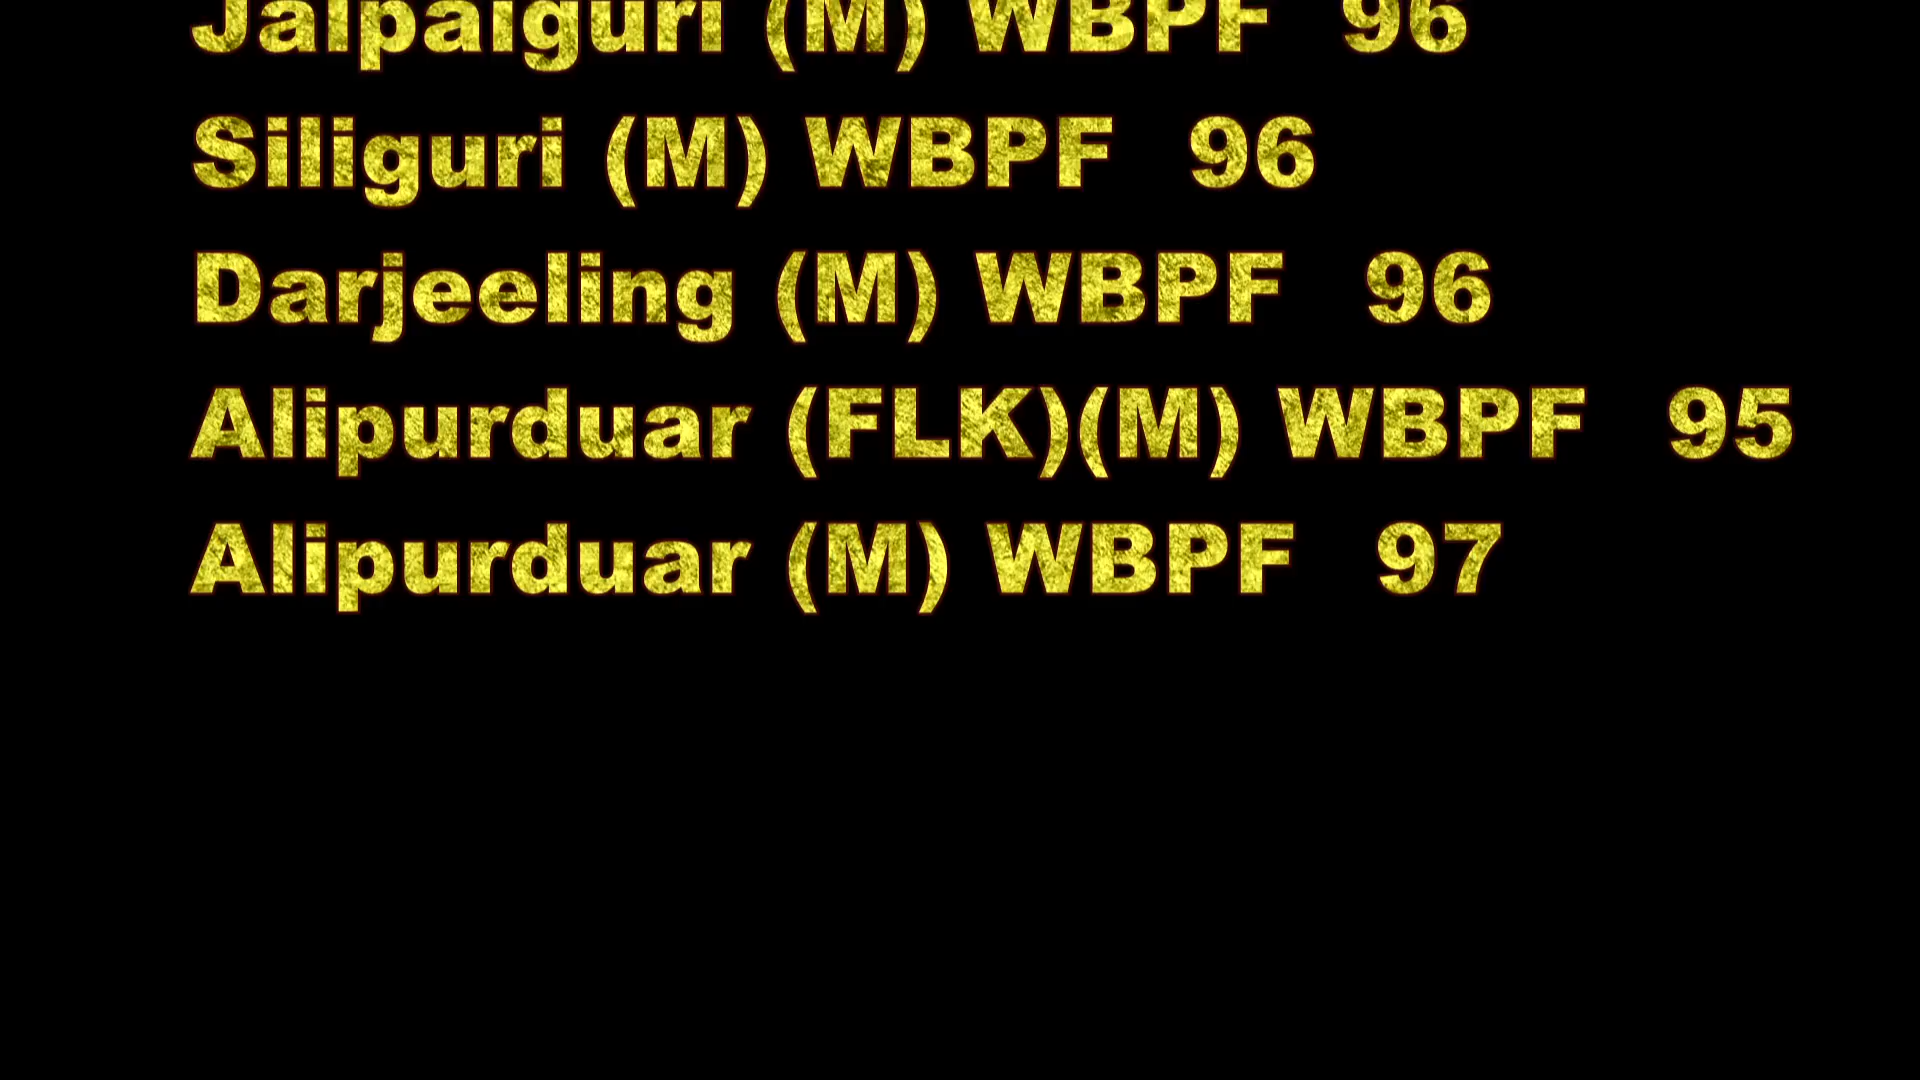 Jalpaiguri (M) WBPF 96
Siliguri (M) WBPF 96
Darjeeling (M) WBPF 96
Alipurduar (FLK)(M) WBPF 95
Alipurduar (M) WBPF 97